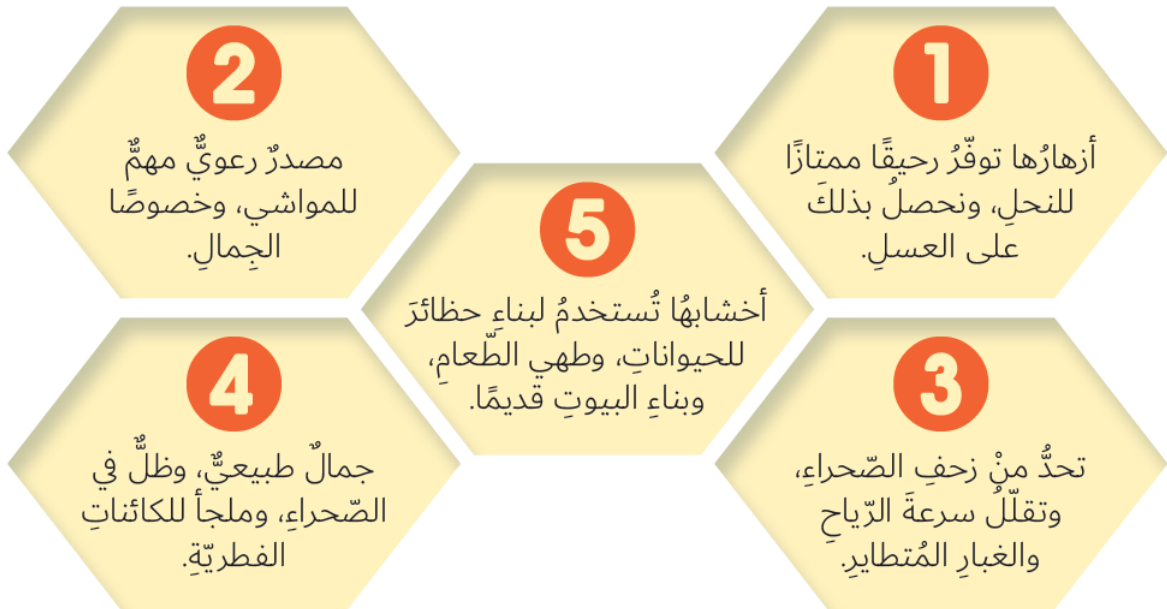 1
أزهارُها توفّرُ رحيقًا ممتازًا
للنحلِ، ونحصلُ بذلكَ
على العسلِ.
2
مصدرٌ رعويٌّ مهمٌّ
للمواشي، وخصوصًا
الجِمالِ.
3
تحدُّ منْ زحفِ الصّحراءِ،
وتقلّلُ سرعةَ الرّياحِ
والغبارِ المُتطايرِ.
4
جمالٌ طبيعيٌّ، وظلٌّ في
الصّحراءِ، وملجأ للكائناتِ
الفطريّةِ.
5
أخشابهُا تُستخدمُ لبناءِ حظائرَ
للحيواناتِ، وطهي الطّعامِ،
وبناءِ البيوتِ قديمًا.